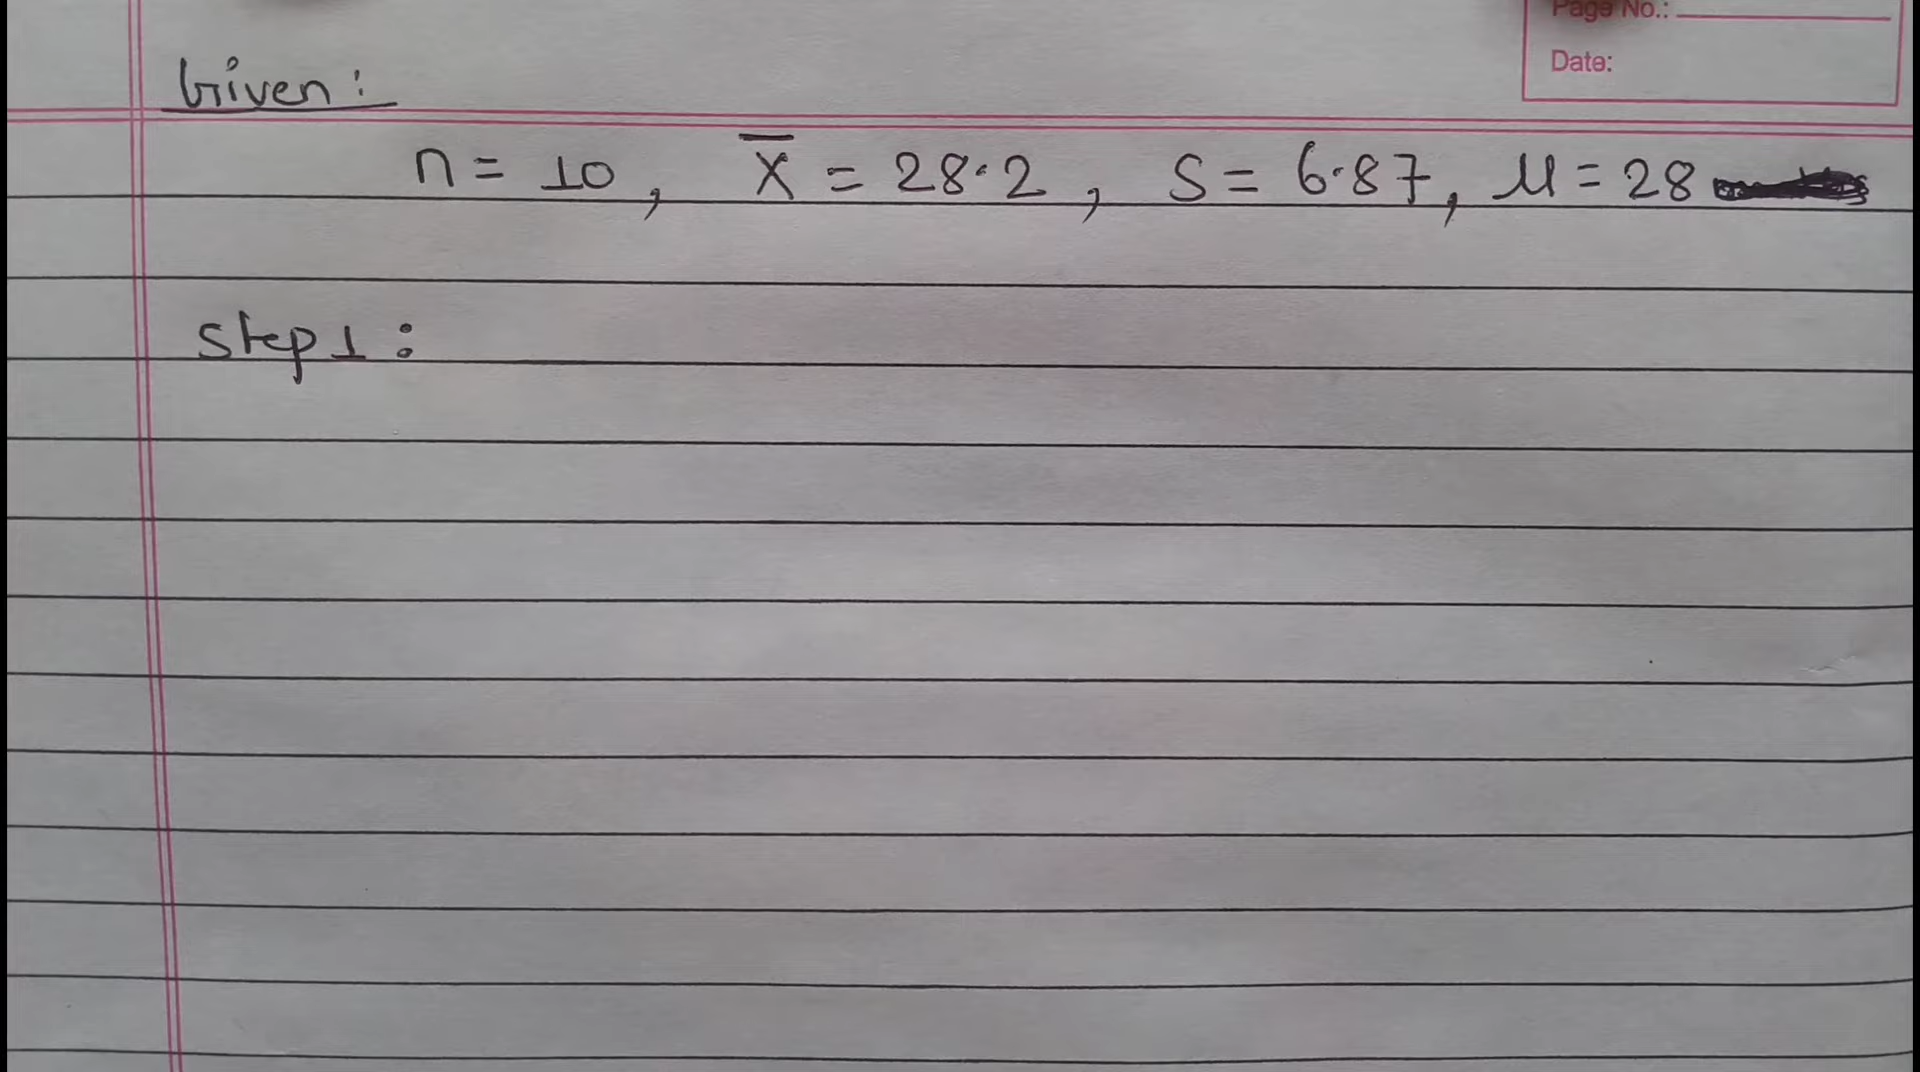 Page No.:
Date:
Given:
n = 10, x̅ = 28.2, S = 6.87, μ = 28
Step 1: